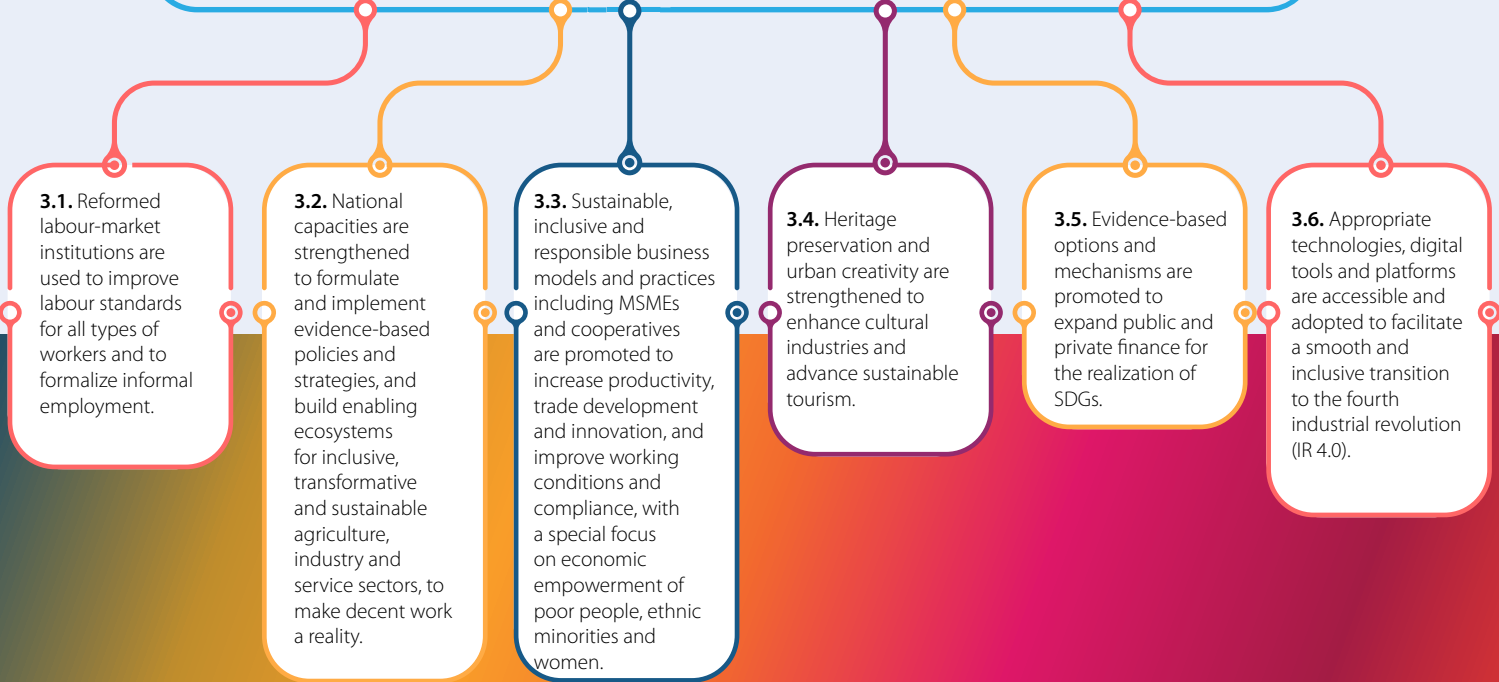 3.1. Reformed
labour-market
institutions are
used to improve
labour standards
for all types of
workers and to
formalize informal
employment.
3.2. National
capacities are
strengthened
to formulate
and implement
evidence-based
policies and
strategies, and
build enabling
ecosystems
for inclusive,
transformative
and sustainable
agriculture,
industry and
service sectors, to
make decent work
a reality.
3.3. Sustainable,
inclusive and
responsible business
models and practices
including MSMEs
and cooperatives
are promoted to
increase productivity,
trade development
and innovation, and
improve working
conditions and
compliance, with
a special focus
on economic
empowerment of
poor people, ethnic
minorities and
women.
3.4. Heritage
preservation and
urban creativity are
strengthened to
enhance cultural
industries and
advance sustainable
tourism.
3.5. Evidence-based
options and
mechanisms are
promoted to
expand public and
private finance for
the realization of
SDGs.
3.6. Appropriate
technologies, digital
tools and platforms
are accessible and
adopted to facilitate
a smooth and
inclusive transition
to the fourth
industrial revolution
(IR 4.0).